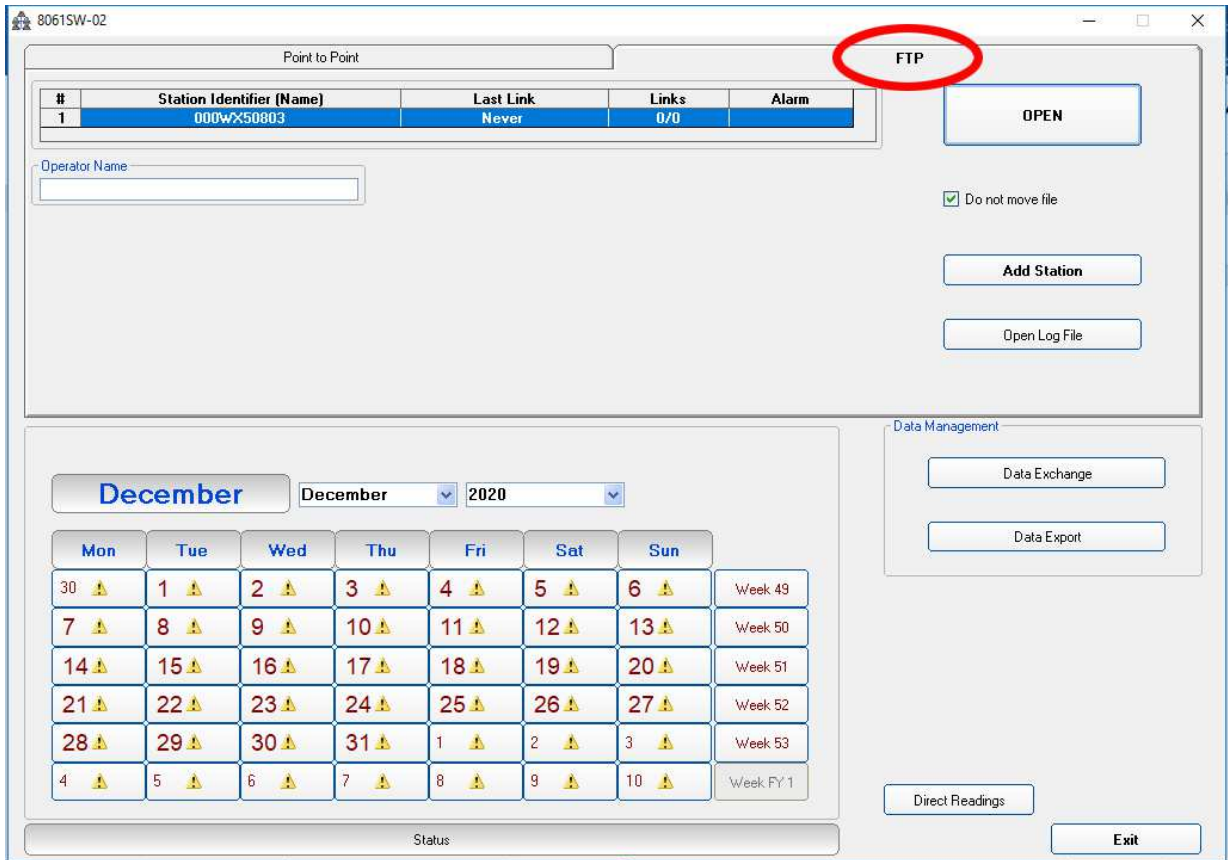 8061SW-02
Point to Point FTP
# Station Identifier (Name) Last Link Links Alarm
1 000WX50803 Never 0/0
OPEN
Operator Name
Do not move file
Add Station
Open Log File
Data Management
Data Exchange
Data Export
December December 2020
Mon Tue Wed Thu Fri Sat Sun
30 1 2 3 4 5 6 Week 49
7 8 9 10 11 12 13 Week 50
14 15 16 17 18 19 20 Week 51
21 22 23 24 25 26 27 Week 52
28 29 30 31 1 2 3 Week 53
4 5 6 7 8 9 10 Week FY 1
Direct Readings
Status
Exit